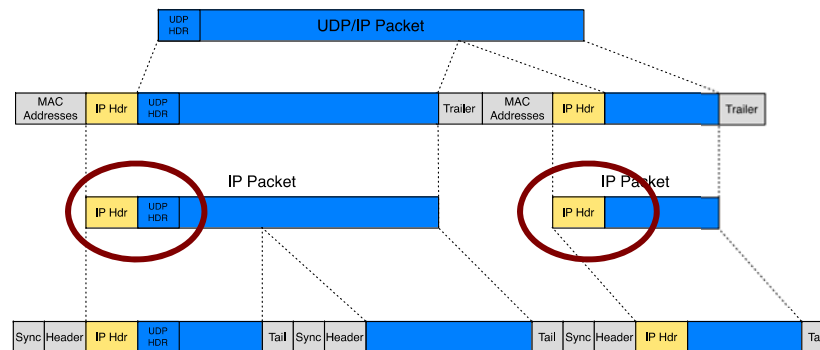 UDP
HDR
UDP/IP Packet
MAC
Addresses
IP Hdr
UDP
HDR
Trailer
MAC
Addresses
IP Hdr
Trailer
IP Packet
IP Packet
IP Hdr
UDP
HDR
IP Hdr
Sync
Header
IP Hdr
UDP
HDR
Tail
Sync
Header
Tail
Sync
Header
IP Hdr
Ta